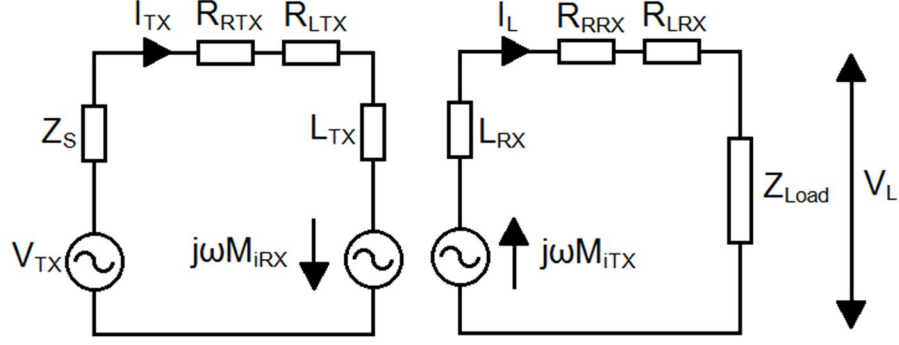 I_TX R_RTX R_LTX
Z_S L_TX
V_TX jωM_iRX
I_L R_RRX R_LRX
L_RX
Z_Load V_L
jωM_iTX